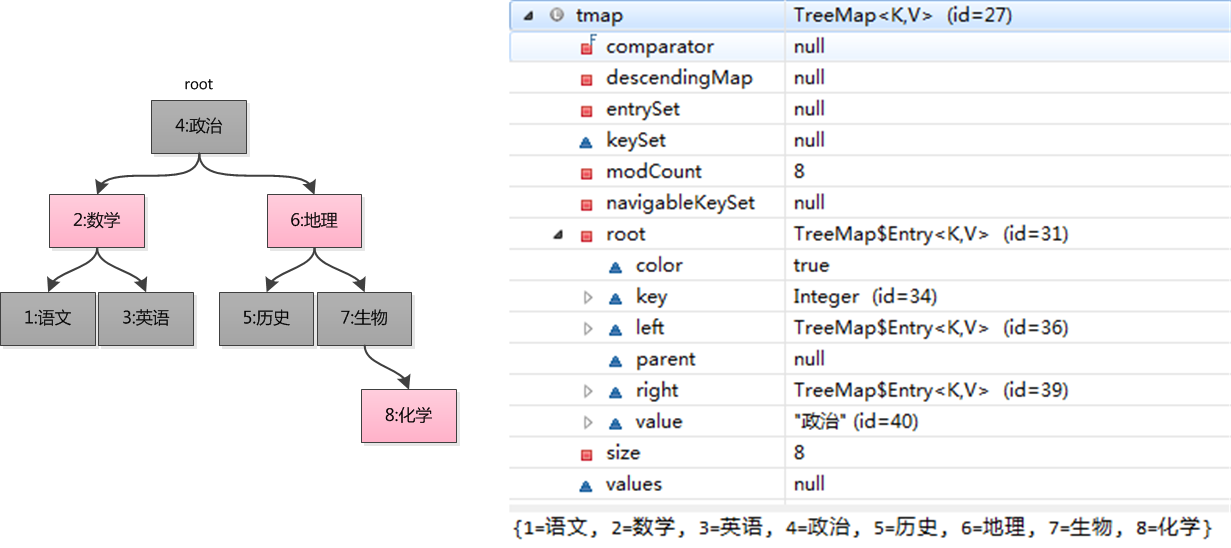 root
4:政治
2:数学
6:地理
1:语文
3:英语
5:历史
7:生物
8:化学
tmap TreeMap<K,V> (id=27)
comparator null
descendingMap null
entrySet null
keySet null
modCount 8
navigableKeySet null
root TreeMap$Entry<K,V> (id=31)
color true
key Integer (id=34)
left TreeMap$Entry<K,V> (id=36)
parent null
right TreeMap$Entry<K,V> (id=39)
value "政治" (id=40)
size 8
values null
{1=语文, 2=数学, 3=英语, 4=政治, 5=历史, 6=地理, 7=生物, 8=化学}